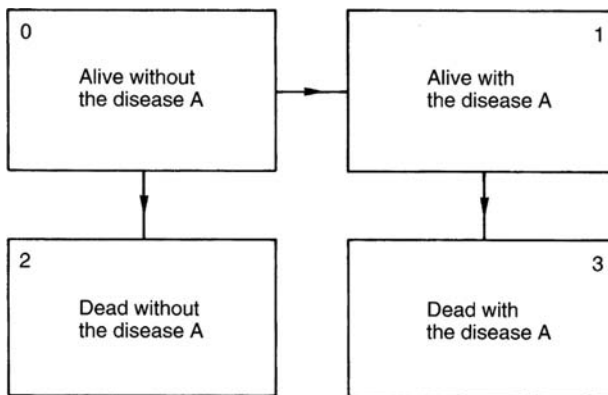 0
Alive without
the disease A
1
Alive with
the disease A
2
Dead without
the disease A
3
Dead with
the disease A